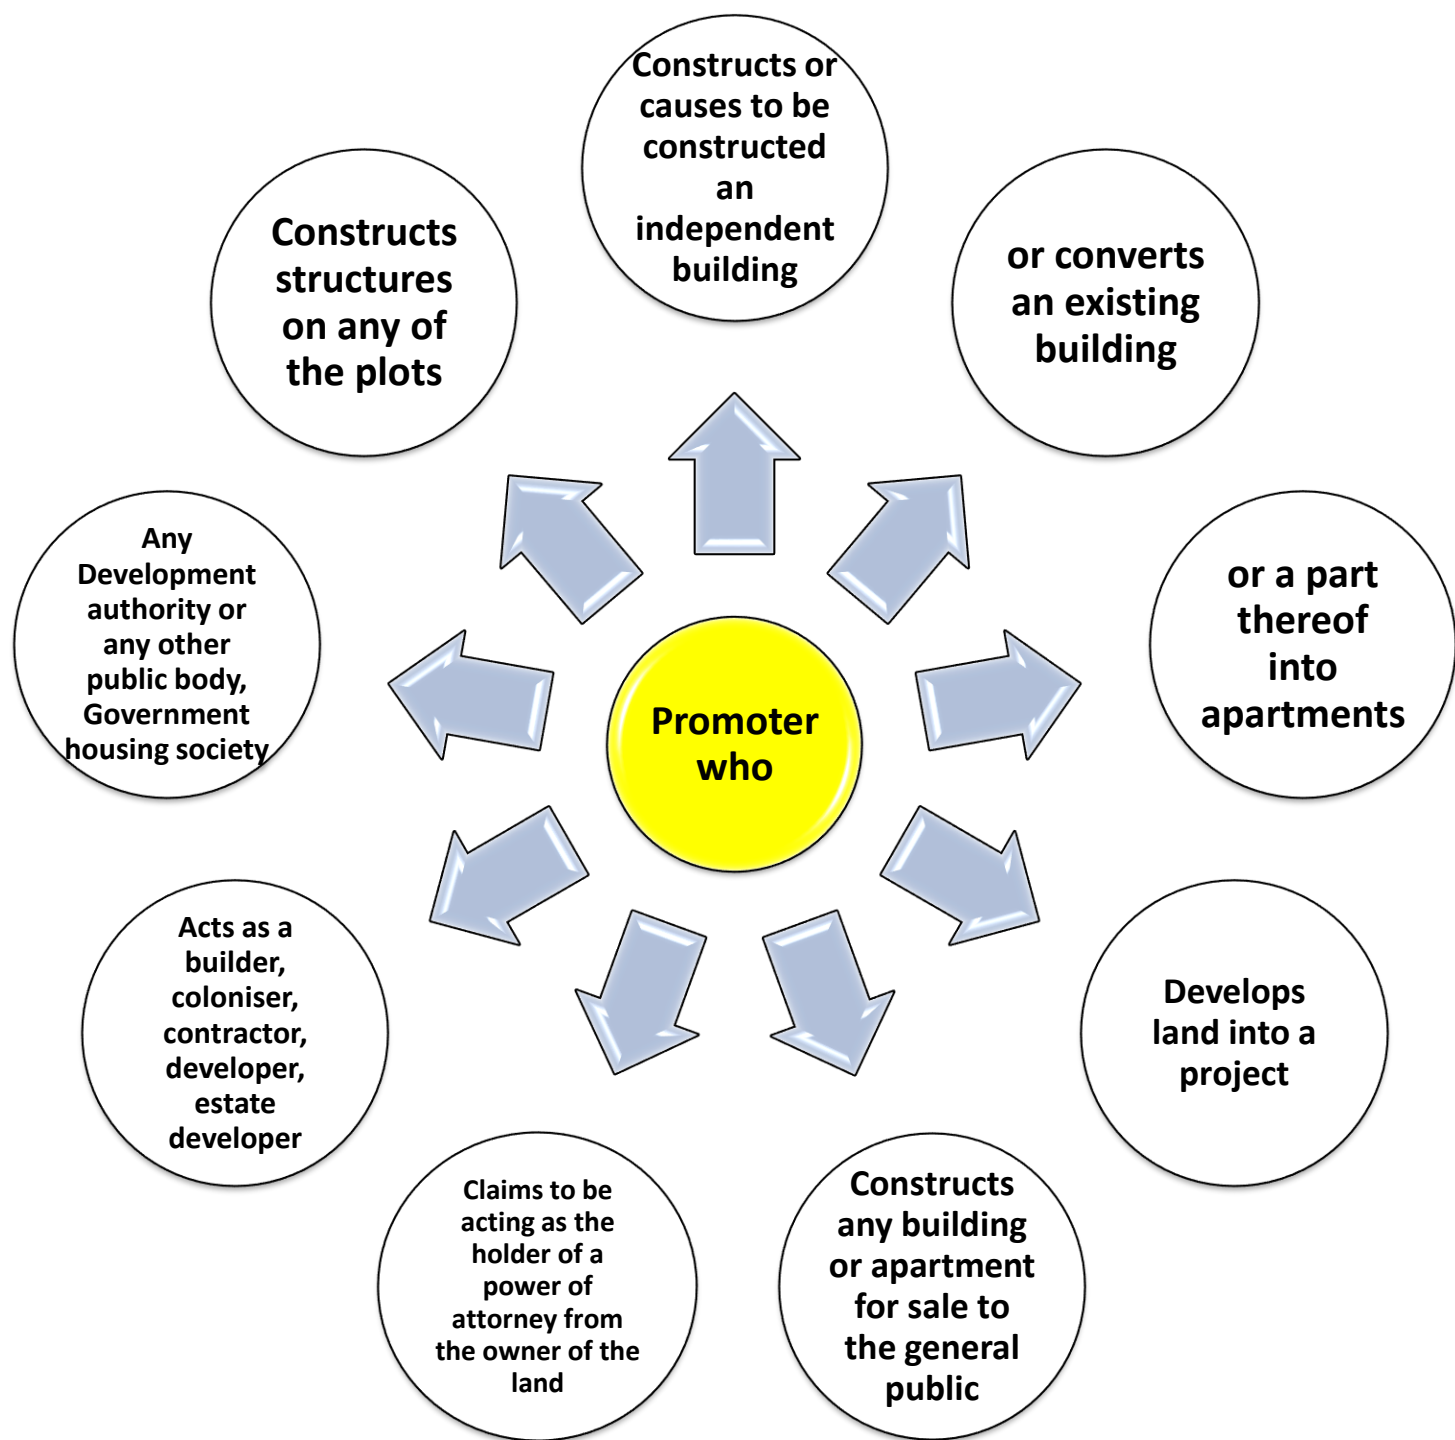 Promoter
who
Constructs or
causes to be
constructed
an
independent
building
or converts
an existing
building
or a part
thereof
into
apartments
Develops
land into a
project
Constructs
any building
or apartment
for sale to
the general
public
Claims to be
acting as the
holder of a
power of
attorney from
the owner of the
land
Acts as a
builder,
coloniser,
contractor,
developer,
estate
developer
Any
Development
authority or
any other
public body,
Government
housing society
Constructs
structures
on any of
the plots